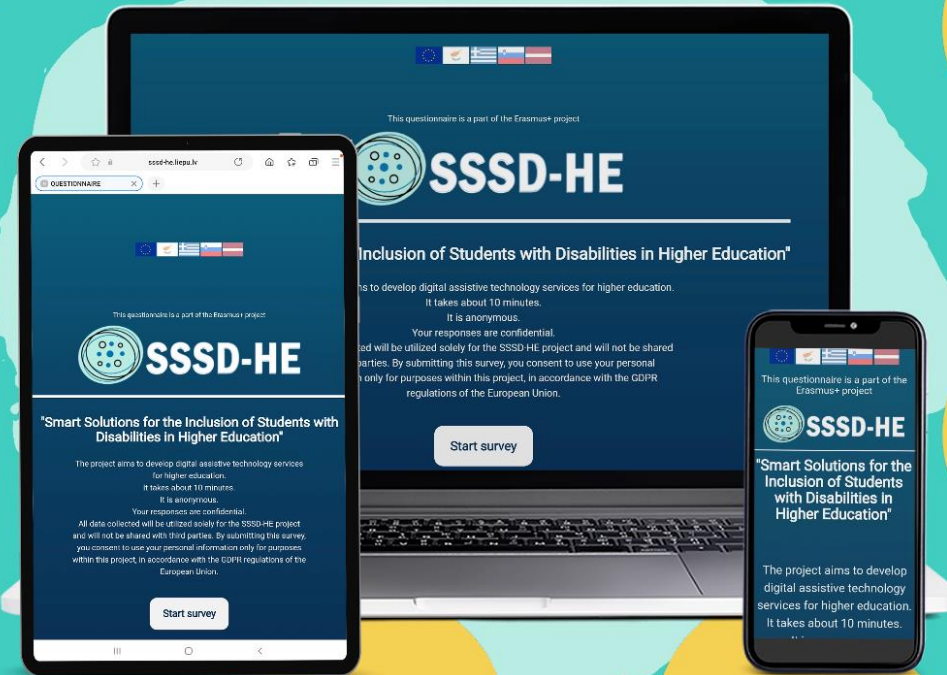 This questionnaire is a part of the Erasmus+ project
SSSD-HE
Inclusion of Students with Disabilities in Higher Education"
to develop digital assistive technology services for higher education.
It takes about 10 minutes.
It is anonymous.
Your responses are confidential.
will be utilized solely for the SSSD-HE project and will not be shared
parties. By submitting this survey, you consent to use your personal
only for purposes within this project, in accordance with the GDPR
regulations of the European Union.
Start survey
sssd-he.liepu.lv
QUESTIONNAIRE
This questionnaire is a part of the Erasmus+ project
SSSD-HE
"Smart Solutions for the Inclusion of Students with
Disabilities in Higher Education"
The project aims to develop digital assistive technology services
for higher education.
It takes about 10 minutes.
It is anonymous.
Your responses are confidential.
All data collected will be utilized solely for the SSSD-HE project
and will not be shared with third parties. By submitting this survey,
you consent to use your personal information only for purposes
within this project, in accordance with the GDPR regulations of the
European Union.
Start survey
This questionnaire is a part of the
Erasmus+ project
SSSD-HE
"Smart Solutions for the
Inclusion of Students
with Disabilities in
Higher Education"
The project aims to develop
digital assistive technology
services for higher education.
It takes about 10 minutes.